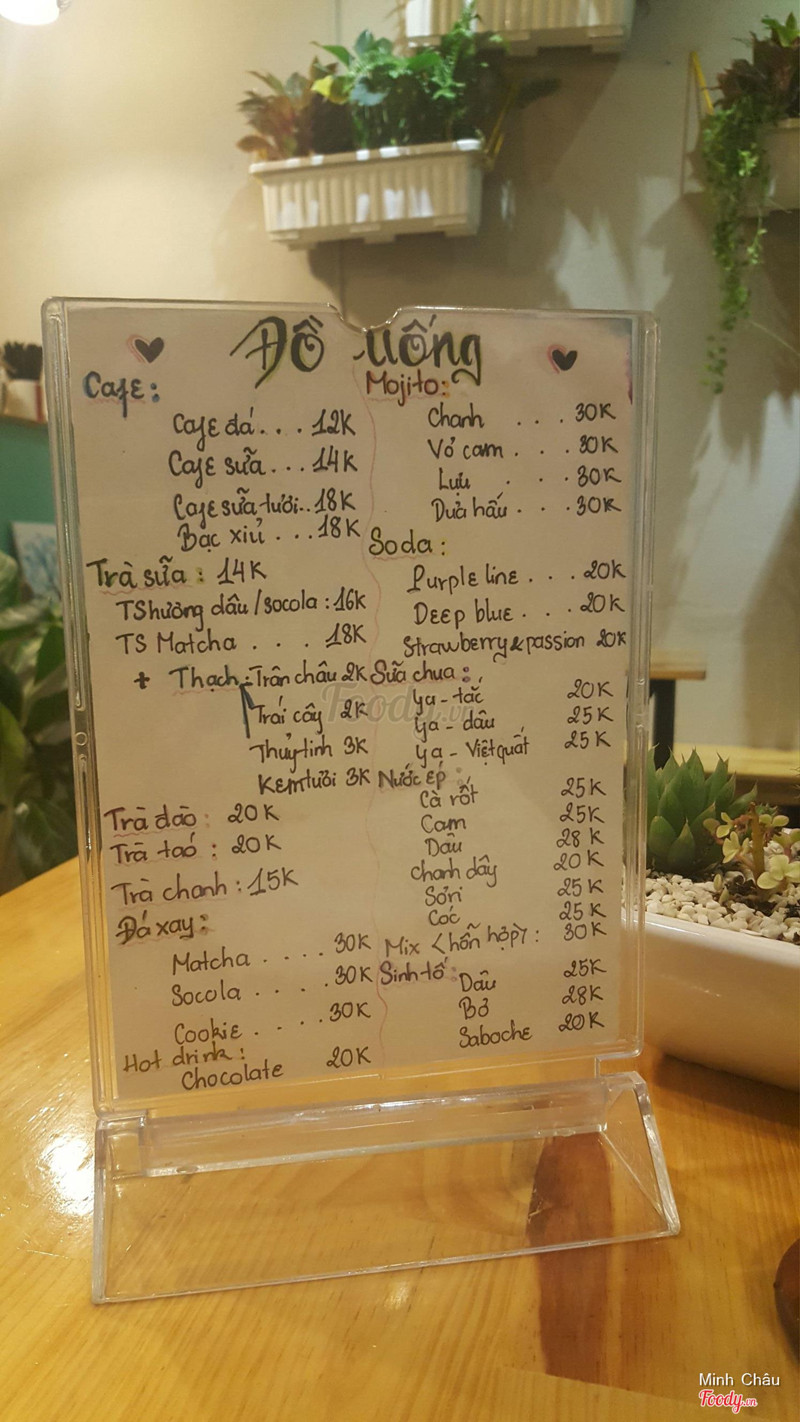 Đồ uống
Cafe:
Cafe đá . . . 12K
Cafe sữa . . . 14K
Cafe sữa tươi .. 18K
Bạc xỉu . . . . 18K
Trà sữa : 14K
TS hường dâu / socola : 16K
TS Matcha . . . 18K
+ Thạch : Trân châu 2K
Trái cây 2K
Thủy tinh 3K
Kem tươi 3K
Trà đào : 20K
Trà táo : 20K
Trà chanh : 15K
Đá xay :
Matcha . . . . 30K
Socola . . . . 30K
Cookie . . . . 30K
Hot drink :
Chocolate 20K
Mojito:
Chanh . . . 30K
Vỏ cam . . . 30K
Lựu . . . 30K
Dưa hấu . . . 30K
Soda :
Purple line . . . 20K
Deep blue . . . 20K
Strawberry & passion 20K
Sữa chua :
Ya - tắc 20K
Ya - dâu 25K
Ya - Việt quất 25K
Nước ép :
Cà rốt 25K
Cam 25K
Dâu 28K
Chanh dây 20K
Sơri 25K
Cóc 25K
Mix < hỗn hợp > : 30K
Sinh tố :
Dâu 25K
Bơ 28K
Saboche 20K
Foody.vn
Minh Châu
Foody.vn